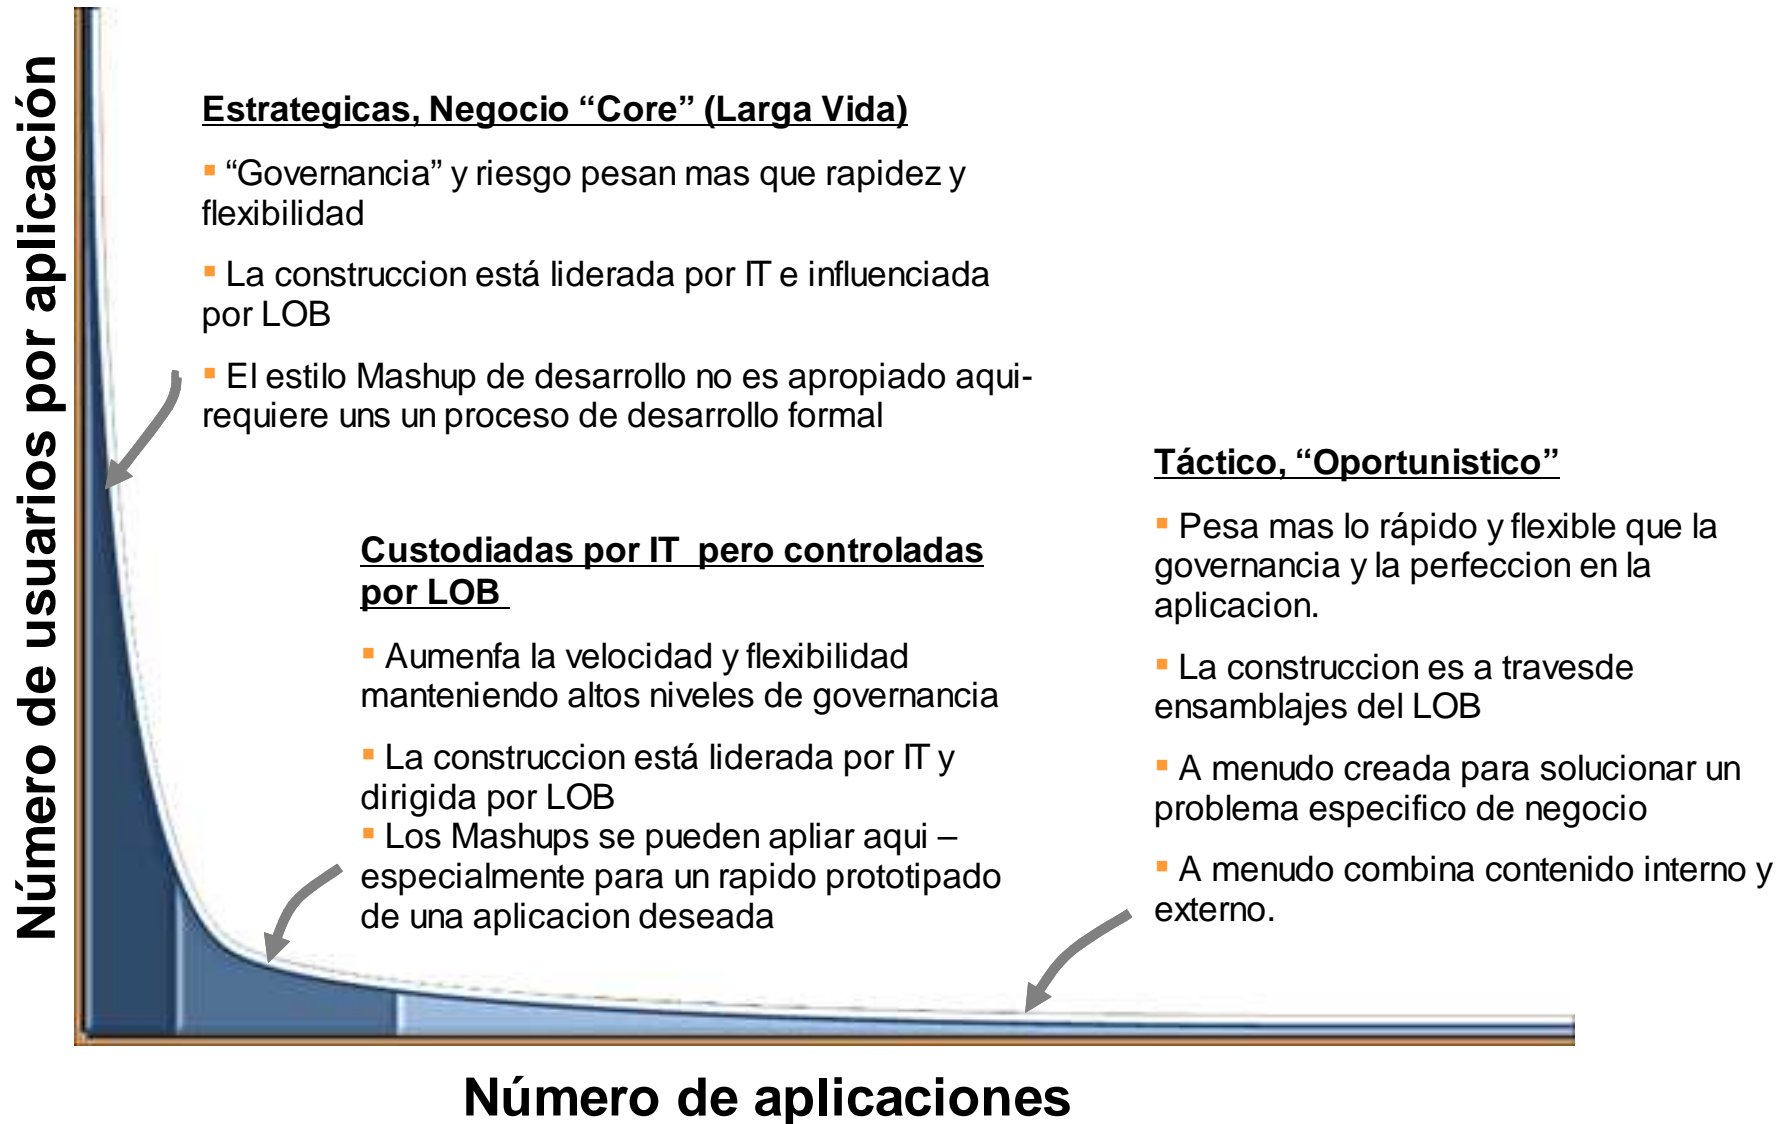 Número de usuarios por aplicación
Estrategicas, Negocio “Core” (Larga Vida)
▪ “Governancia” y riesgo pesan mas que rapidez y
flexibilidad
▪ La construccion está liderada por IT e influenciada
por LOB
▪ El estilo Mashup de desarrollo no es apropiado aqui-
requiere uns un proceso de desarrollo formal
Custodiadas por IT pero controladas
por LOB
▪ Aumenfa la velocidad y flexibilidad
manteniendo altos niveles de governancia
▪ La construccion está liderada por IT y
dirigida por LOB
▪ Los Mashups se pueden apliar aqui –
especialmente para un rapido prototipado
de una aplicacion deseada
Táctico, “Oportunistico”
▪ Pesa mas lo rápido y flexible que la
governancia y la perfeccion en la
aplicacion.
▪ La construccion es a travesde
ensamblajes del LOB
▪ A menudo creada para solucionar un
problema especifico de negocio
▪ A menudo combina contenido interno y
externo.
Número de aplicaciones